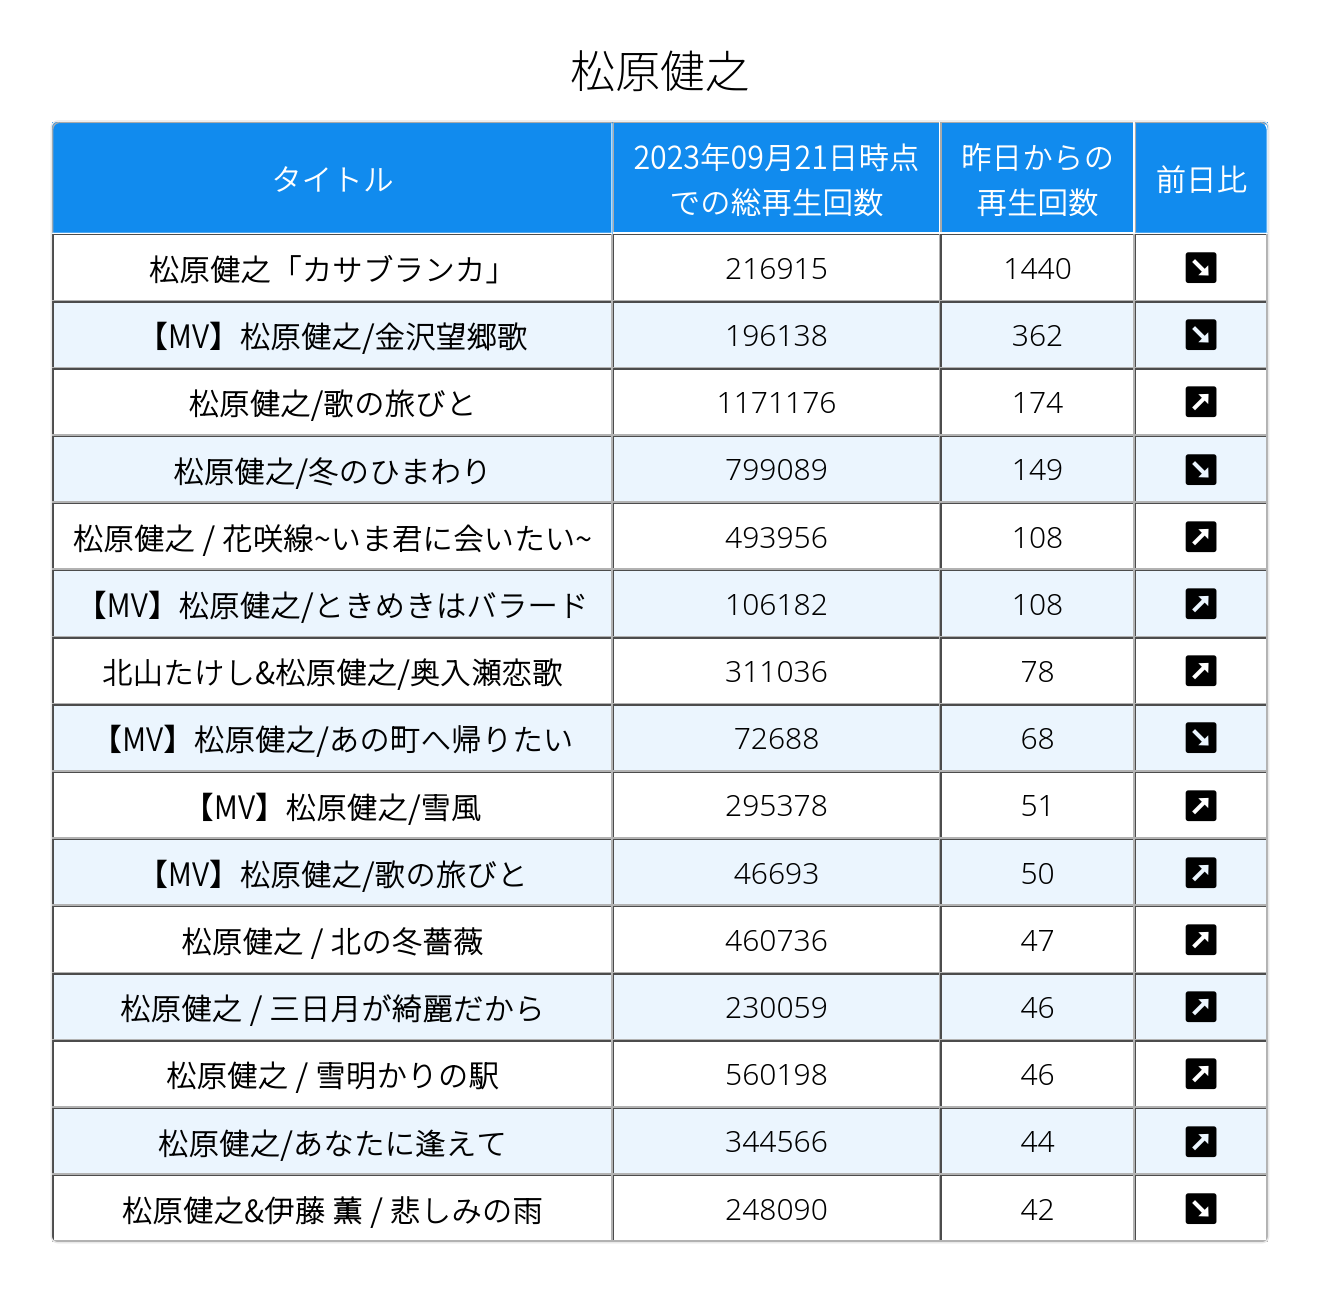 松原健之
タイトル
2023年09月21日時点
での総再生回数
昨日からの
再生回数
前日比
松原健之「カサブランカ」 216915 1440 ↘
【MV】松原健之/金沢望郷歌 196138 362 ↘
松原健之/歌の旅びと 1171176 174 ↗
松原健之/冬のひまわり 799089 149 ↘
松原健之 / 花咲線~いま君に会いたい~ 493956 108 ↗
【MV】松原健之/ときめきはバラード 106182 108 ↗
北山たけし&松原健之/奥入瀬恋歌 311036 78 ↗
【MV】松原健之/あの町へ帰りたい 72688 68 ↘
【MV】松原健之/雪風 295378 51 ↗
【MV】松原健之/歌の旅びと 46693 50 ↗
松原健之 / 北の冬薔薇 460736 47 ↗
松原健之 / 三日月が綺麗だから 230059 46 ↗
松原健之 / 雪明かりの駅 560198 46 ↗
松原健之/あなたに逢えて 344566 44 ↗
松原健之&伊藤 薫 / 悲しみの雨 248090 42 ↘